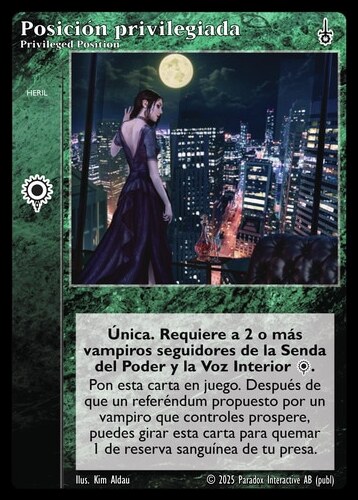 Posición privilegiada
Privileged Position
HERIL
Única. Requiere a 2 o más
vampiros seguidores de la Senda
del Poder y la Voz Interior .
Pon esta carta en juego. Después de
que un referéndum propuesto por un
vampiro que controles prospere,
puedes girar esta carta para quemar
1 de reserva sanguínea de tu presa.
Ilus. Kim Aldau
© 2025 Paradox Interactive AB (publ)